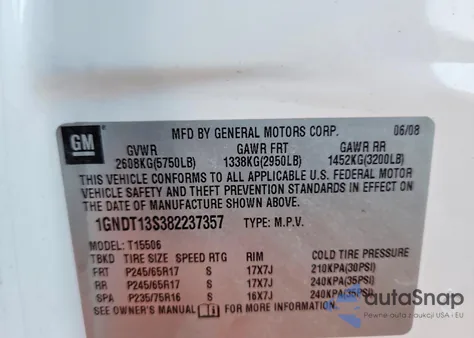 GM
MFD BY GENERAL MOTORS CORP. 06/08
GVWR GAWR FRT GAWR RR
2608KG(5750LB) 1338KG(2950LB) 1452KG(3200LB)
THIS VEHICLE CONFORMS TO ALL APPLICABLE U.S. FEDERAL MOTOR
VEHICLE SAFETY AND THEFT PREVENTION STANDARDS IN EFFECT ON
THE DATE OF MANUFACTURE SHOWN ABOVE.
1GNDT13S382237357 TYPE: M.P.V.
MODEL: T15506
TBKD TIRE SIZE SPEED RTG RIM COLD TIRE PRESSURE
FRT P245/65R17 S 17X7J 210KPA(30PSI)
RR P245/65R17 S 17X7J 240KPA(35PSI)
SPA P235/75R16 S 16X7J 240KPA(35PSI)
SEE OWNER'S MANUAL FOR MORE INFORMATION.
autoSnap
Pewne auto z USA - EU